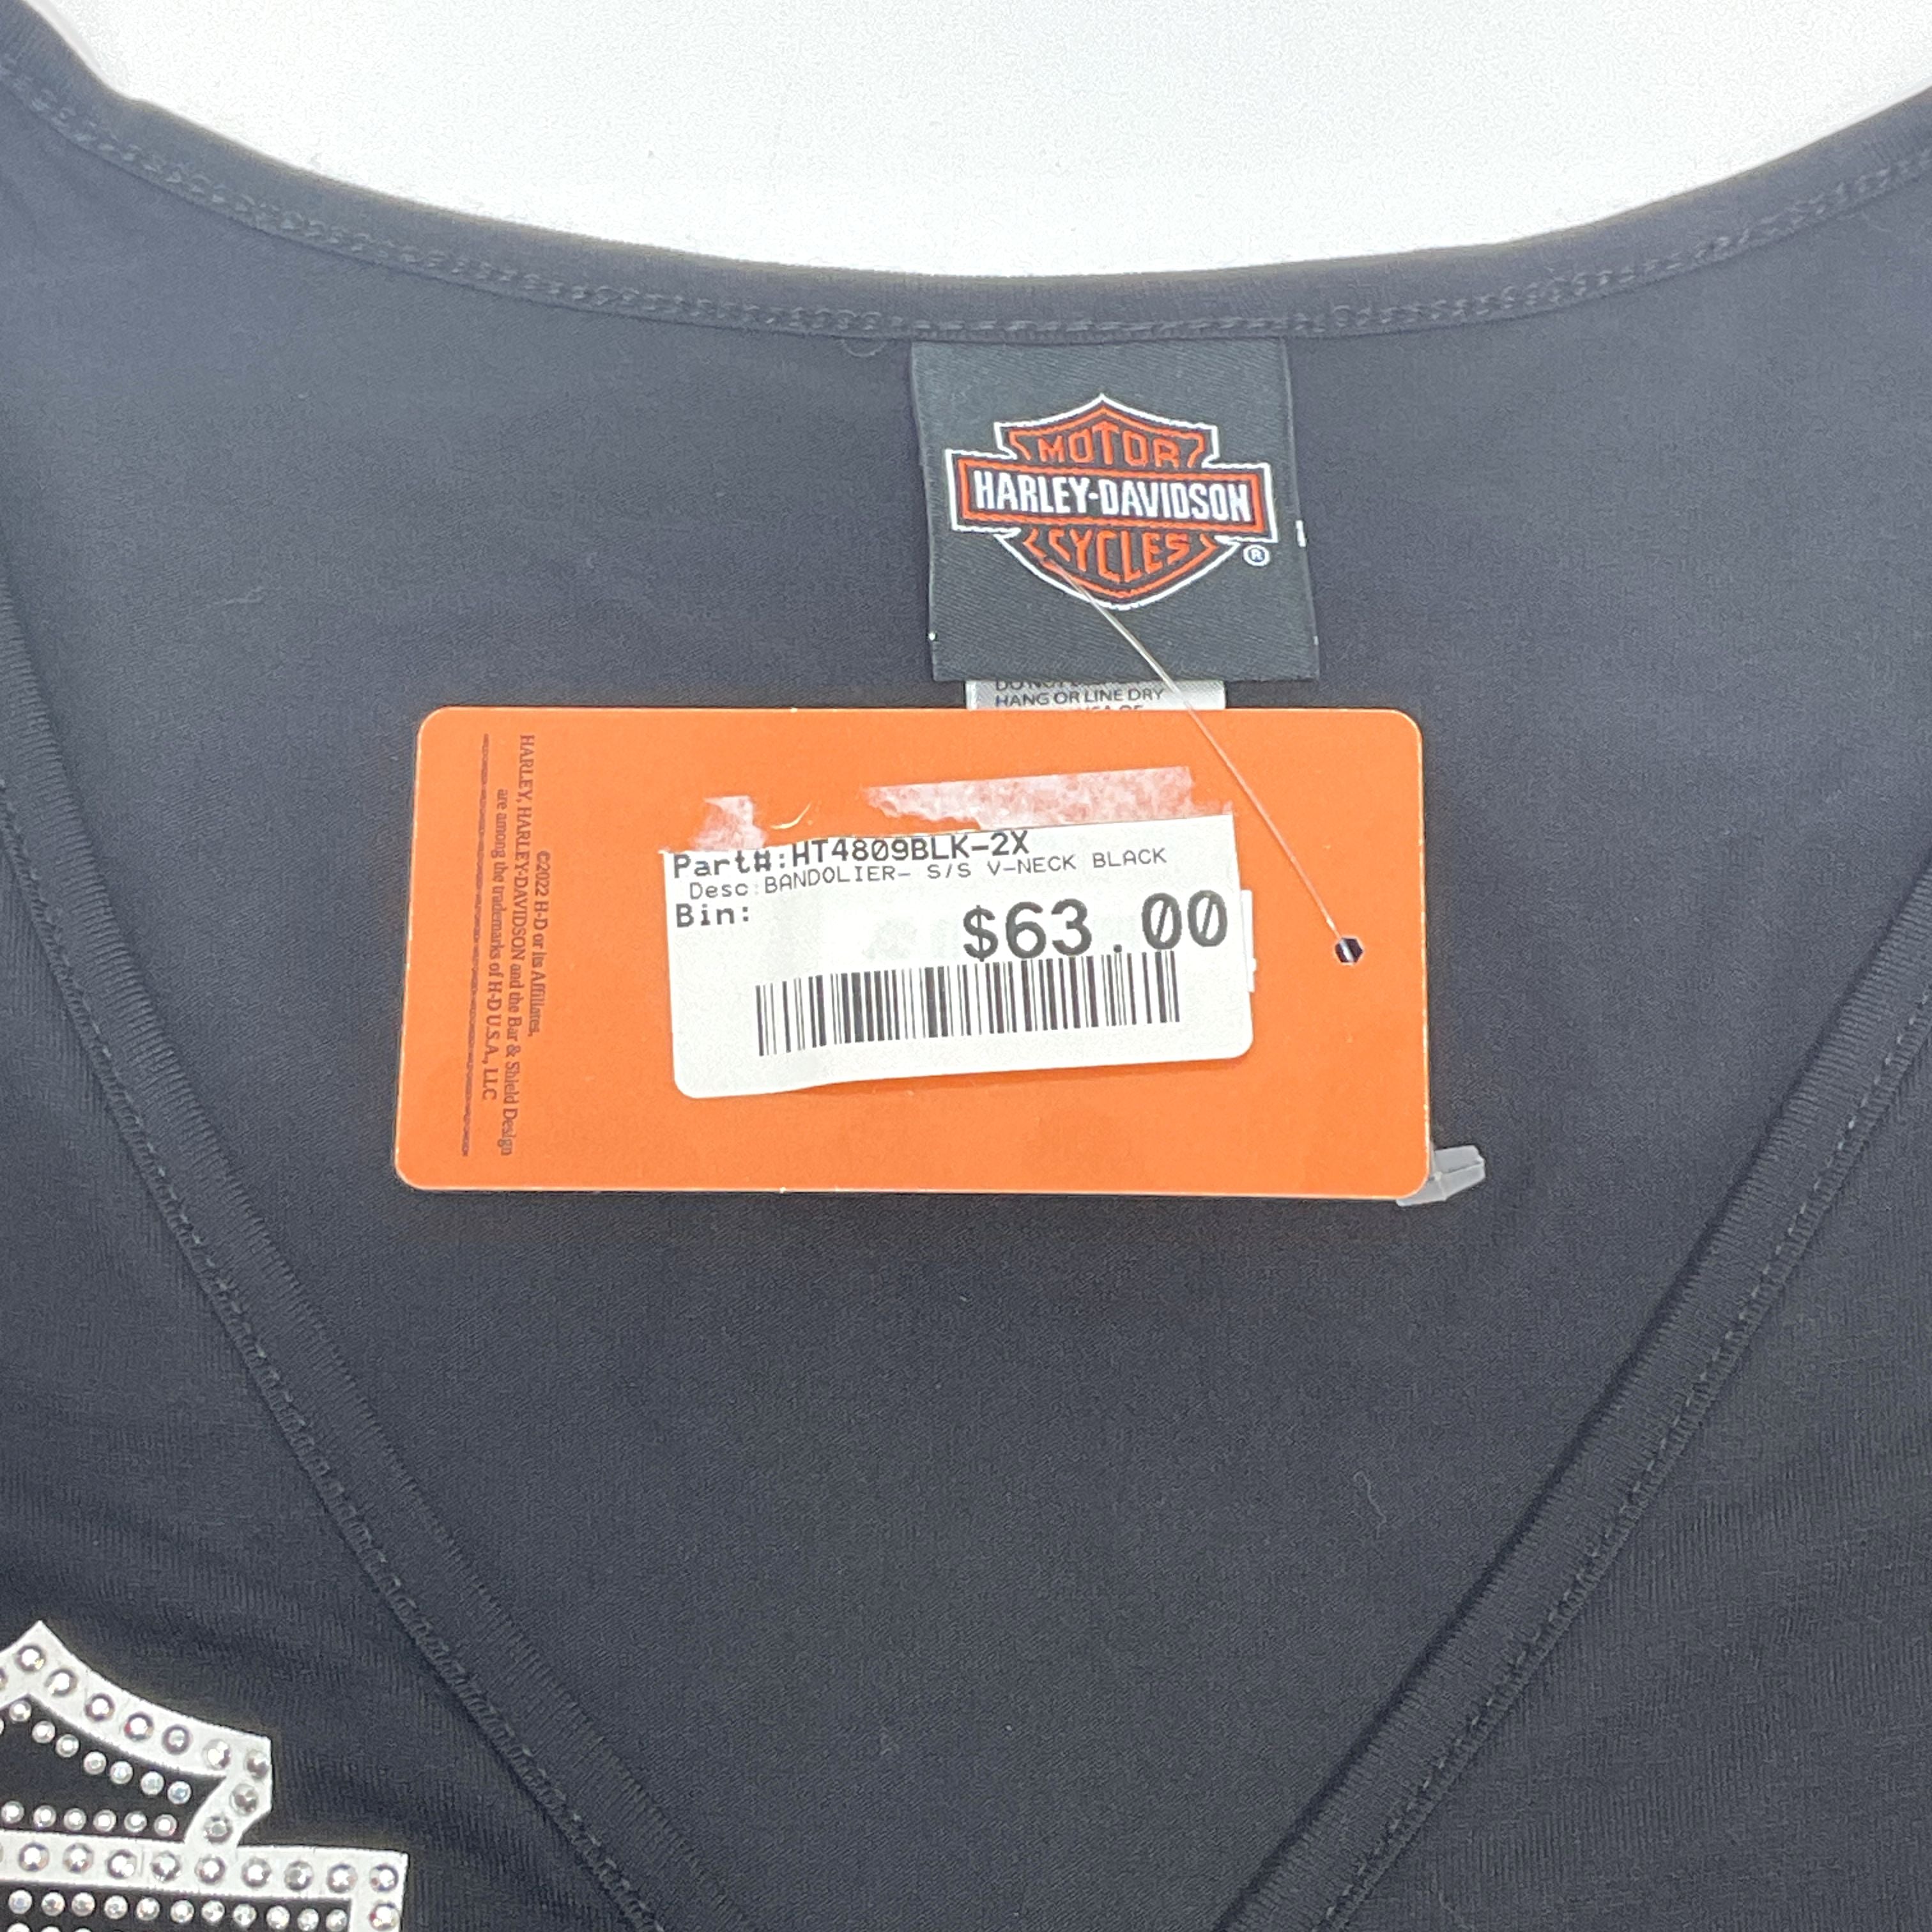 MOTOR
HARLEY-DAVIDSON
CYCLES
®
HANG OR LINE DRY
Part#:HT4809BLK-2X
Desc:BANDOLIER- S/S V-NECK BLACK
Bin:
$63.00
©2022 H-D or its Affiliates.
HARLEY, HARLEY-DAVIDSON and the Bar & Shield Design
are among the trademarks of H-D U.S.A., LLC